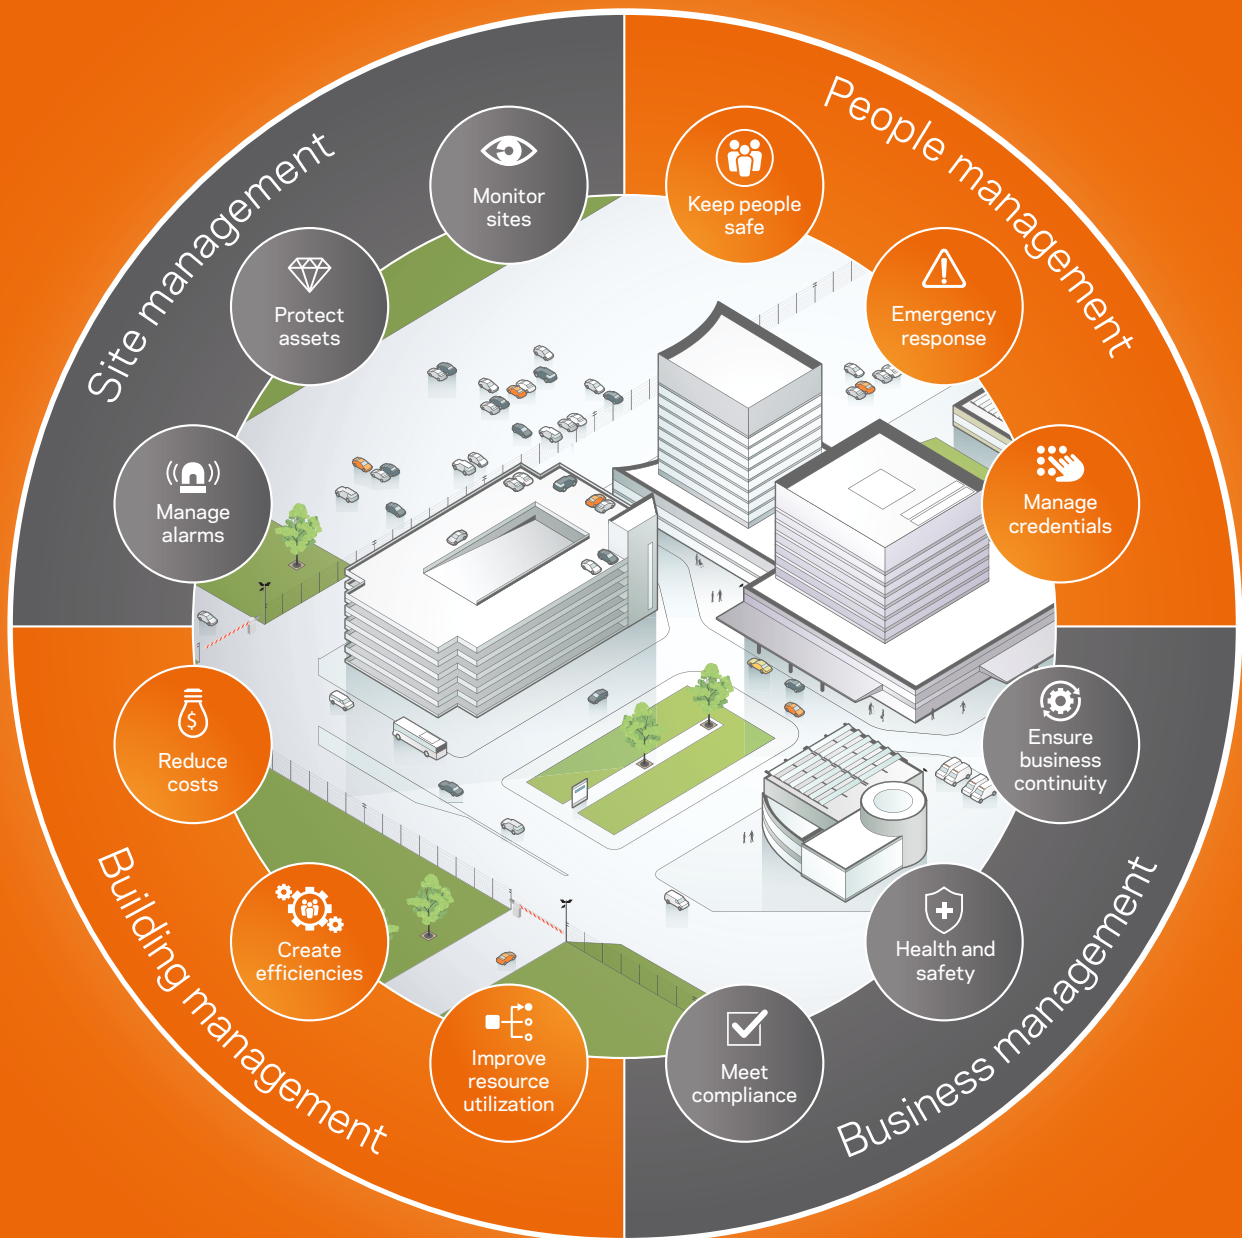 Site management
Monitor
sites
Protect
assets
Manage
alarms
People management
Keep people
safe
Emergency
response
Manage
credentials
Building management
Reduce
costs
$
Create
efficiencies
Improve
resource
utilization
Business management
Ensure
business
continuity
Health and
safety
Meet
compliance